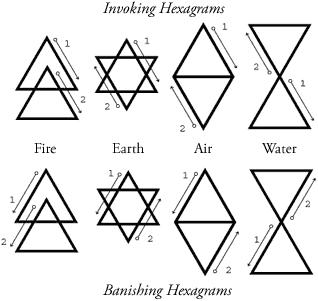 Invoking Hexagrams
1 1 1 2
2 2 2 1
Fire Earth Air Water
1 1 1 2
2 2 2 1
Banishing Hexagrams